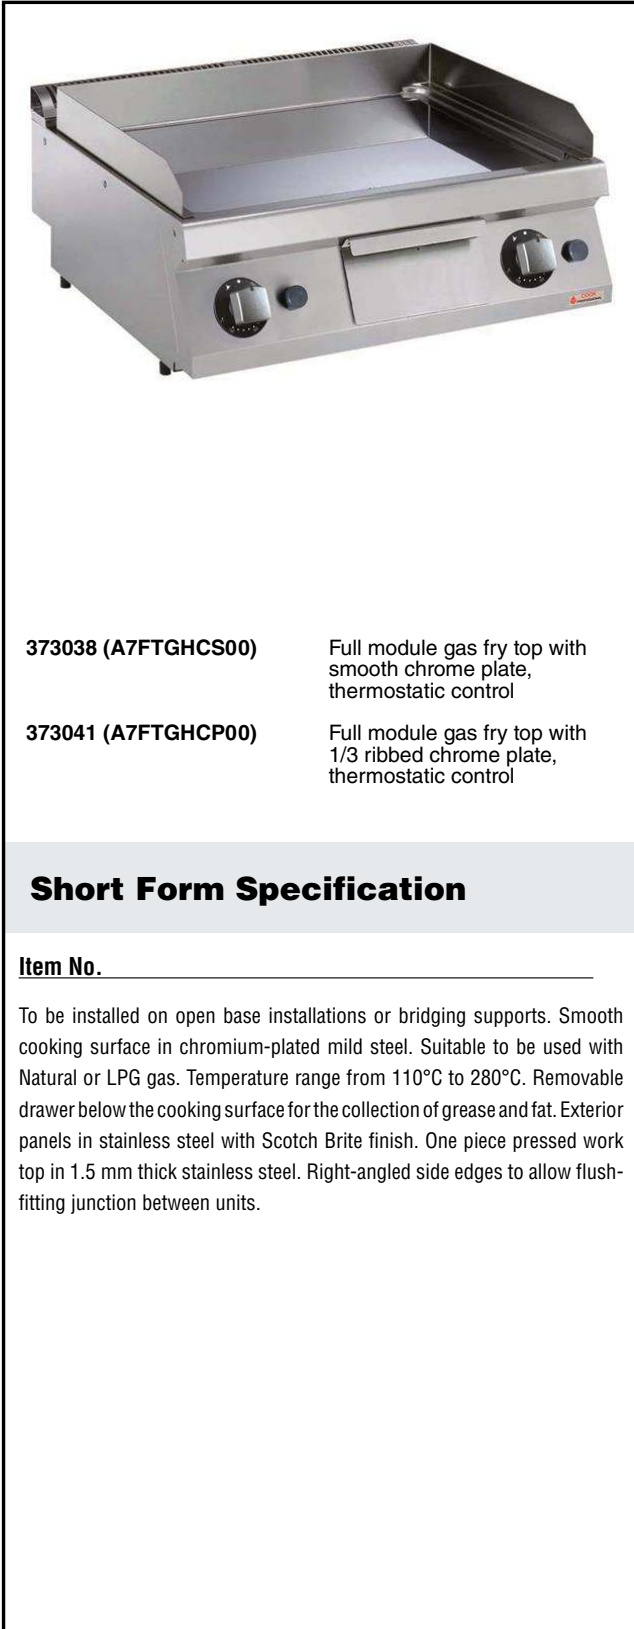 COOK
PROFESSIONAL
373038 (A7FTGHCS00)
Full module gas fry top with
smooth chrome plate,
thermostatic control
373041 (A7FTGHCP00)
Full module gas fry top with
1/3 ribbed chrome plate,
thermostatic control
Short Form Specification
Item No.
To be installed on open base installations or bridging supports. Smooth
cooking surface in chromium-plated mild steel. Suitable to be used with
Natural or LPG gas. Temperature range from 110°C to 280°C. Removable
drawer below the cooking surface for the collection of grease and fat. Exterior
panels in stainless steel with Scotch Brite finish. One piece pressed work
top in 1.5 mm thick stainless steel. Right-angled side edges to allow flush-
fitting junction between units.